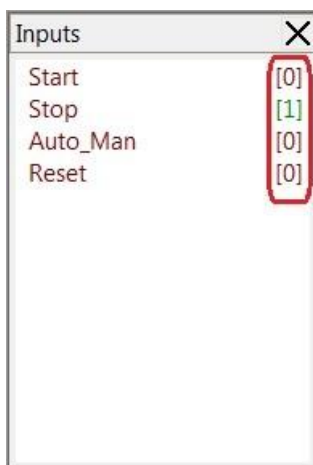 Inputs
Start [0]
Stop [1]
Auto_Man [0]
Reset [0]